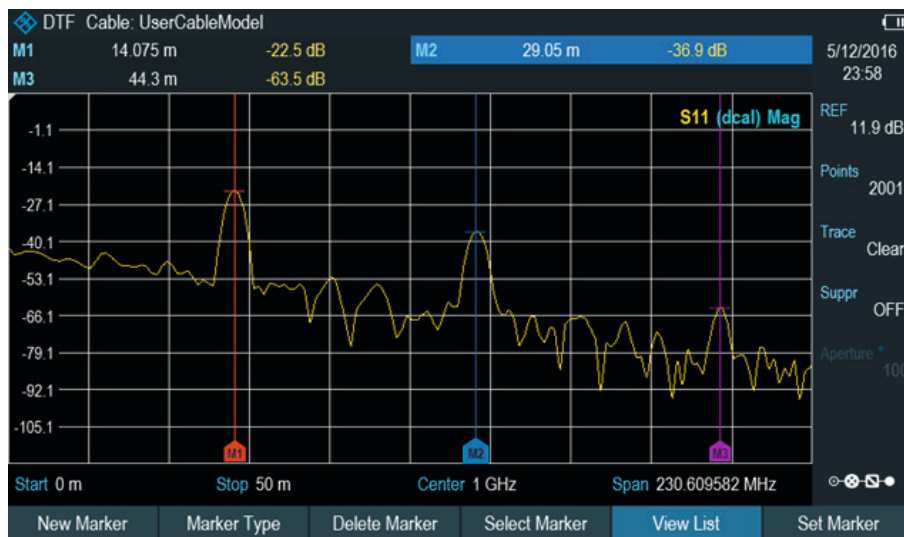 DTF Cable: UserCableModel
M1 14.075 m -22.5 dB M2 29.05 m -36.9 dB 5/12/2016
M3 44.3 m -63.5 dB 23:58
S11 (dcal) Mag
REF
11.9 dB
Points
2001
Trace
Clear
Suppr
OFF
Aperture *
100
-1.1
-14.1
-27.1
-40.1
-53.1
-66.1
-79.1
-92.1
-105.1
M1 M2 M3
Start 0 m Stop 50 m Center 1 GHz Span 230.609582 MHz
New Marker Marker Type Delete Marker Select Marker View List Set Marker